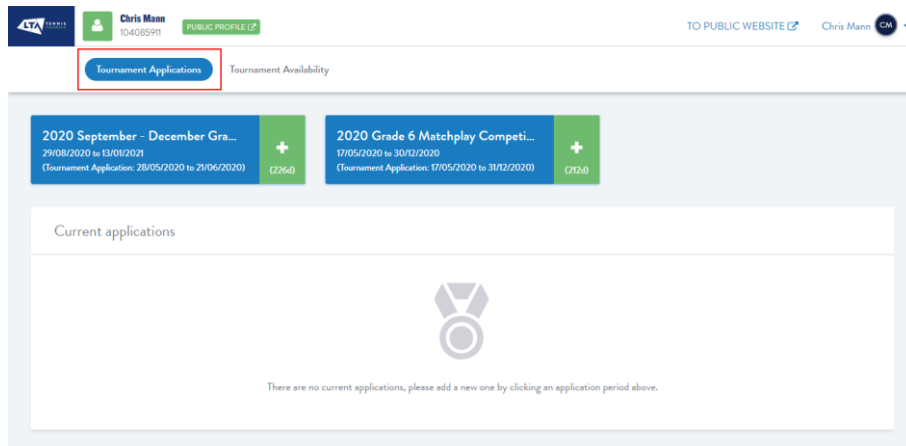 LTA TENNIS
Chris Mann
104085911
PUBLIC PROFILE
TO PUBLIC WEBSITE
Chris Mann
CM
Tournament Applications
Tournament Availability
2020 September - December Gra...
29/08/2020 to 13/01/2021
(Tournament Application: 28/05/2020 to 21/06/2020)
+
(226d)
2020 Grade 6 Matchplay Competi...
17/05/2020 to 30/12/2020
(Tournament Application: 17/05/2020 to 31/12/2020)
+
(212d)
Current applications
There are no current applications, please add a new one by clicking an application period above.